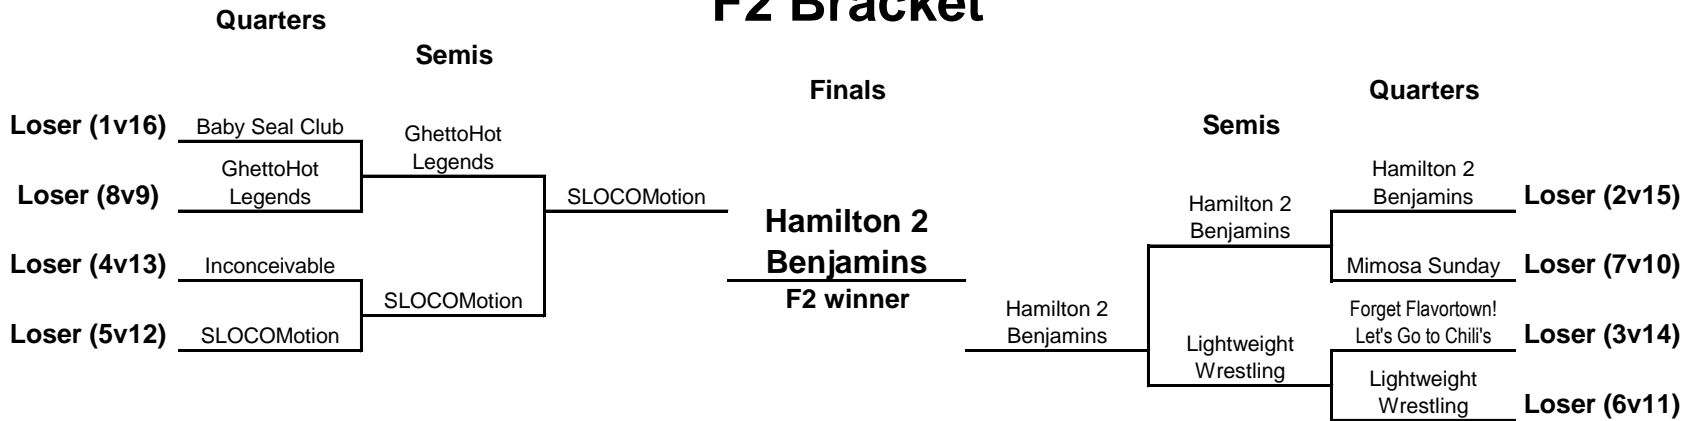 F2 Bracket
Quarters
Semis
Finals
Quarters
Semis
Loser (1v16)
Baby Seal Club
GhettoHot
Legends
Loser (8v9)
GhettoHot
Legends
SLOCOMotion
Loser (4v13)
Inconceivable
SLOCOMotion
Loser (5v12)
SLOCOMotion
Hamilton 2
Benjamins
F2 winner
Hamilton 2
Benjamins
Hamilton 2
Benjamins
Lightweight
Wrestling
Hamilton 2
Benjamins
Loser (2v15)
Mimosa Sunday
Loser (7v10)
Forget Flavortown!
Let's Go to Chili's
Loser (3v14)
Lightweight
Wrestling
Loser (6v11)